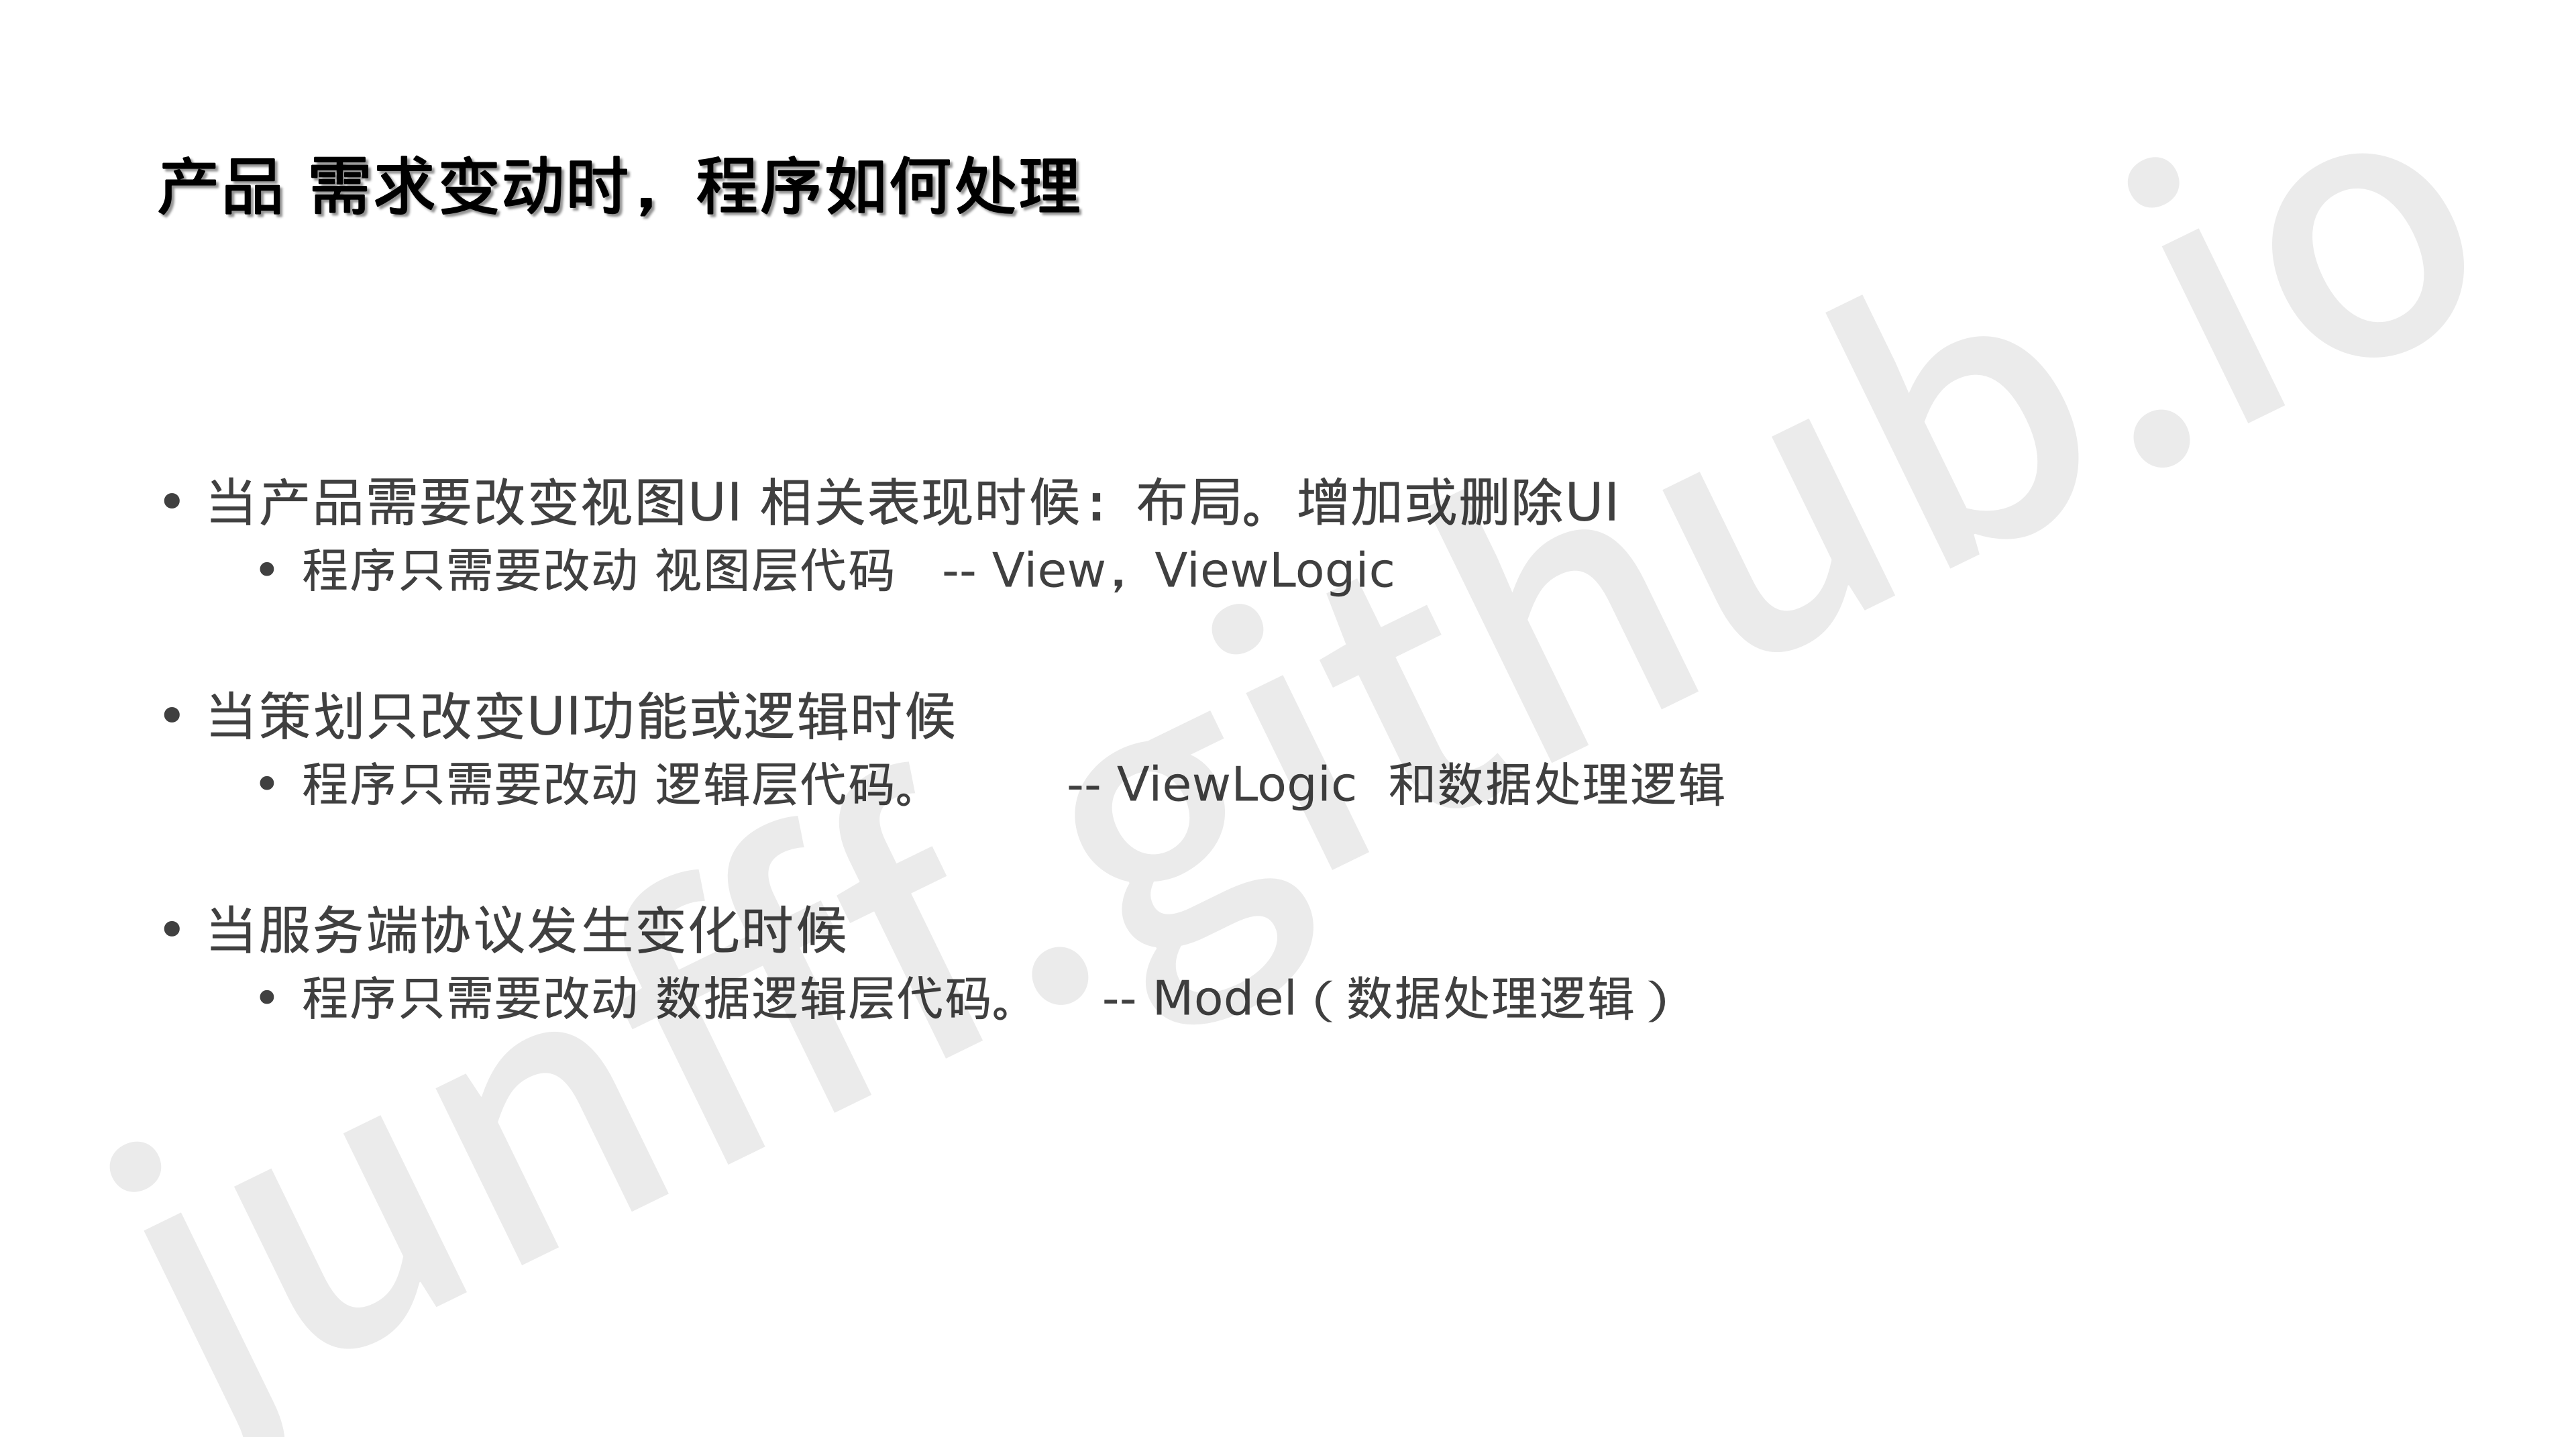 产品 需求变动时，程序如何处理
• 当产品需要改变视图UI 相关表现时候：布局。增加或删除UI
• 程序只需要改动 视图层代码 -- View，ViewLogic
• 当策划只改变UI功能或逻辑时候
• 程序只需要改动 逻辑层代码。 -- ViewLogic 和数据处理逻辑
• 当服务端协议发生变化时候
• 程序只需要改动 数据逻辑层代码。 -- Model（数据处理逻辑）
junfff.github.io